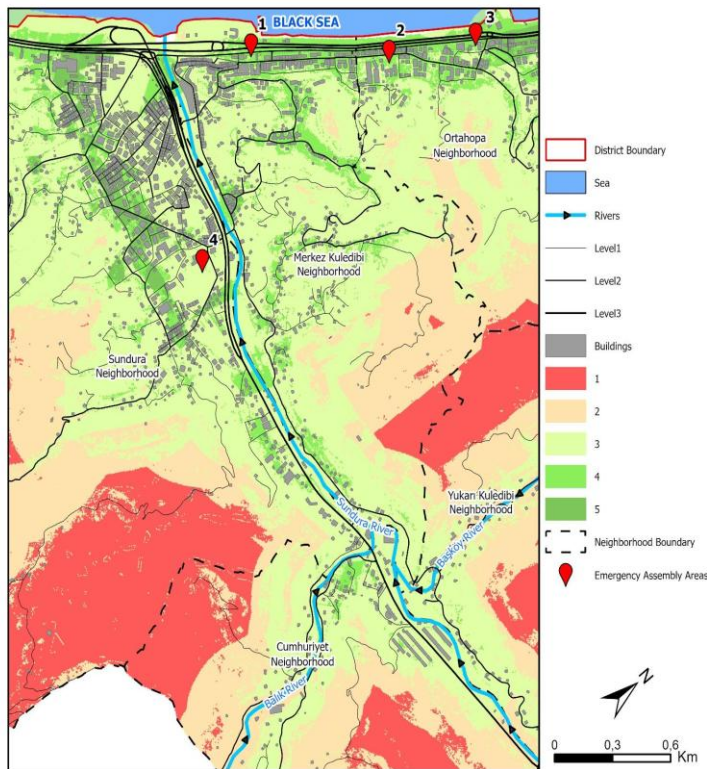 BLACK SEA
1
2
3
4
Ortahopa
Neighborhood
Merkez Kuledibi
Neighborhood
Sundura
Neighborhood
Yukarı Kuledibi
Neighborhood
Sundura River
Başköy River
Cumhuriyet
Neighborhood
Balık River
District Boundary
Sea
Rivers
Level1
Level2
Level3
Buildings
1
2
3
4
5
Neighborhood Boundary
Emergency Assembly Areas
N
0 0,3 0,6
Km